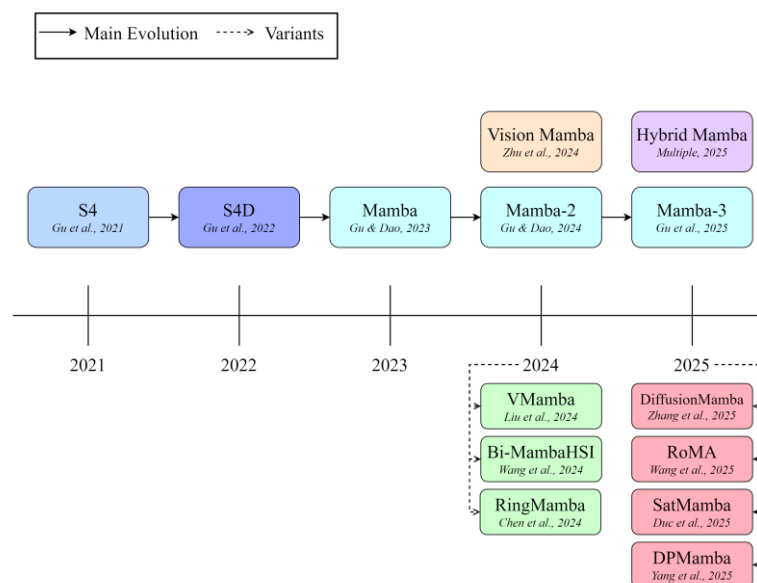 Main Evolution
Variants
Vision Mamba
Zhu et al., 2024
Hybrid Mamba
Multiple, 2025
S4
Gu et al., 2021
S4D
Gu et al., 2022
Mamba
Gu & Dao, 2023
Mamba-2
Gu & Dao, 2024
Mamba-3
Gu et al., 2025
2021
2022
2023
2024
2025
VMamba
Liu et al., 2024
Bi-MambaHSI
Wang et al., 2024
RingMamba
Chen et al., 2024
DiffusionMamba
Zhang et al., 2025
RoMA
Wang et al., 2025
SatMamba
Duc et al., 2025
DPMamba
Yang et al., 2025